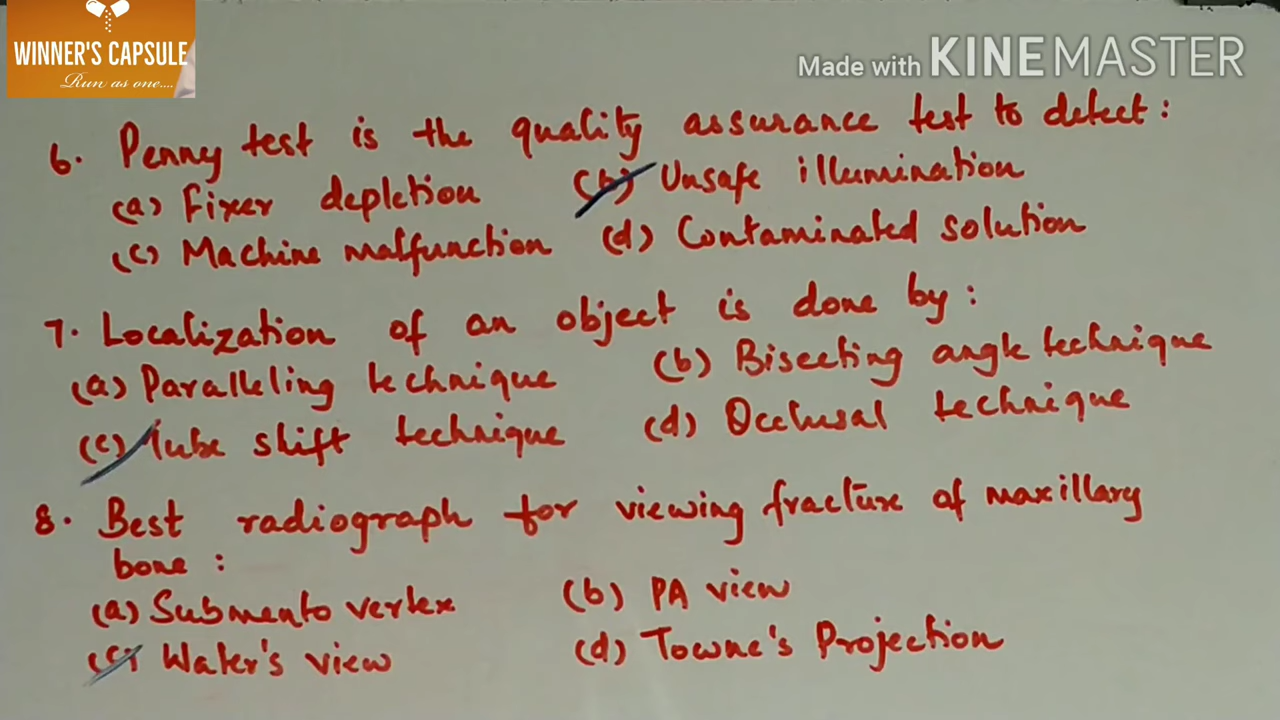 WINNER'S CAPSULE
Run as one....
Made with KINEMASTER
6. Penny test is the quality assurance test to detect:
(a) Fixer depletion (b) Unsafe illumination
(c) Machine malfunction (d) Contaminated solution
7. Localization of an object is done by:
(a) Paralleling technique (b) Bisecting angle technique
(c) Tube shift technique (d) Occlusal technique
8. Best radiograph for viewing fracture of maxillary
bone:
(a) Submento vertex (b) PA view
(c) Water's view (d) Towne's Projection